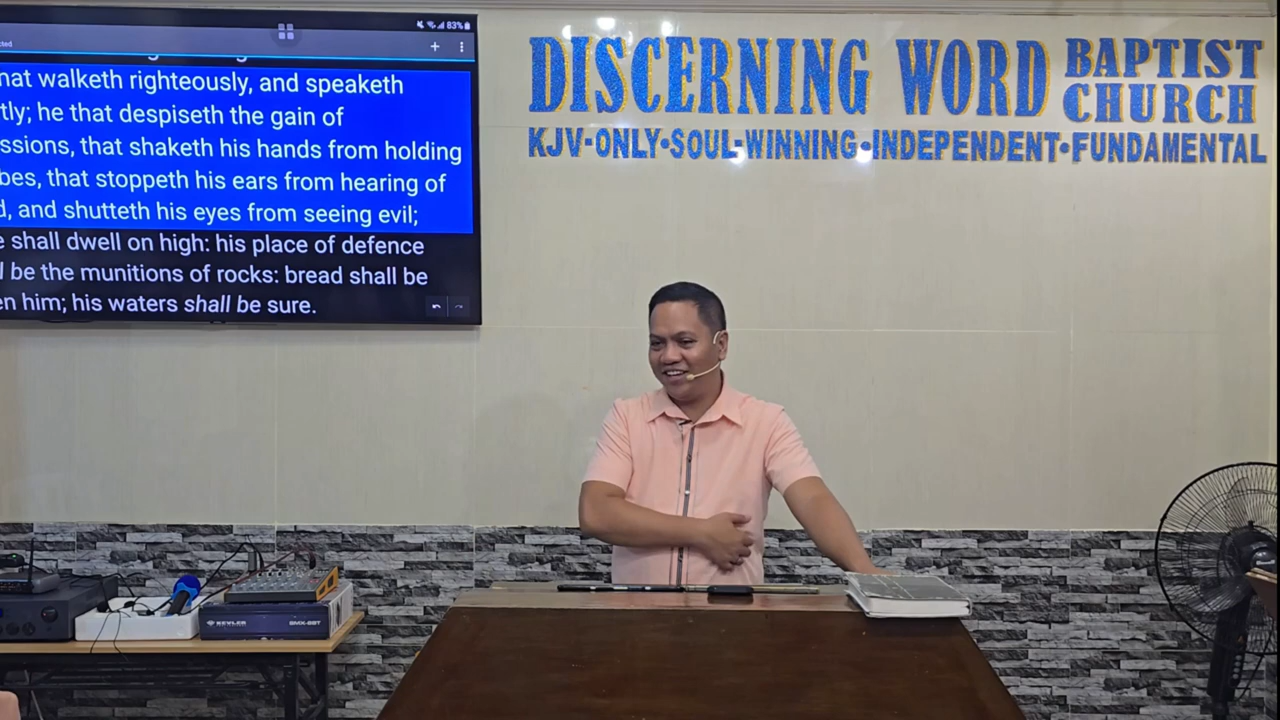 83%
walketh righteously, and speaketh
he that despiseth the gain of
that shaketh his hands from holding
that stoppeth his ears from hearing of
and shutteth his eyes from seeing evil;
shall dwell on high: his place of defence
be the munitions of rocks: bread shall be
him; his waters shall be sure.
DISCERNING WORD BAPTIST CHURCH
KJV-ONLY•SOUL-WINNING•INDEPENDENT•FUNDAMENTAL
KEVLER